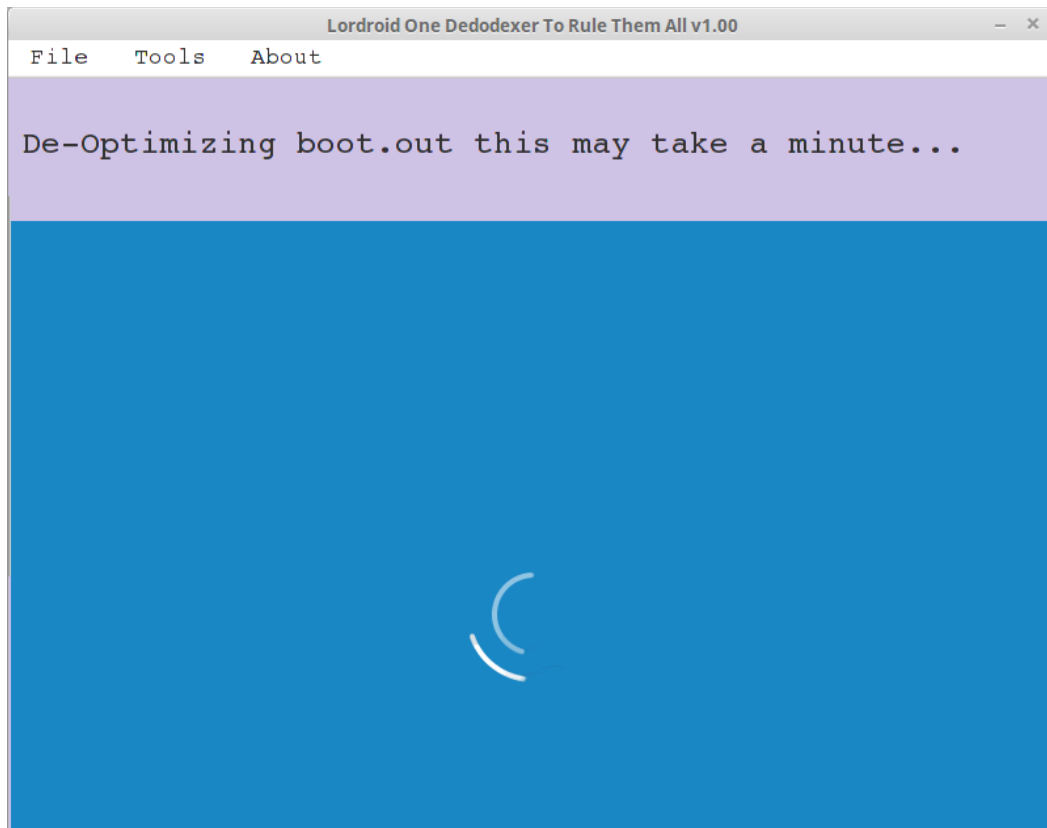 Lordroid One Dedodexer To Rule Them All v1.00
File Tools About
De-Optimizing boot.out this may take a minute...